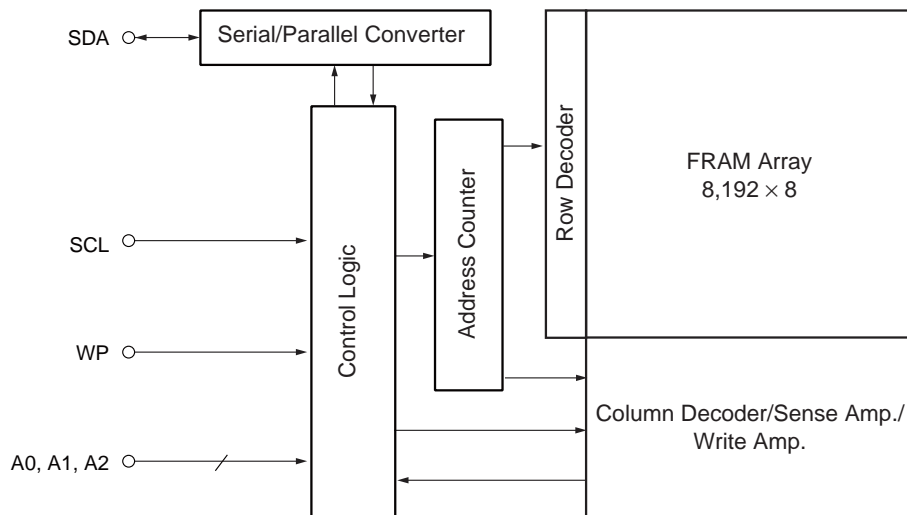 SDA
Serial/Parallel Converter
Row Decoder
FRAM Array
8,192 × 8
Address Counter
SCL
Control Logic
WP
Column Decoder/Sense Amp./
Write Amp.
A0, A1, A2